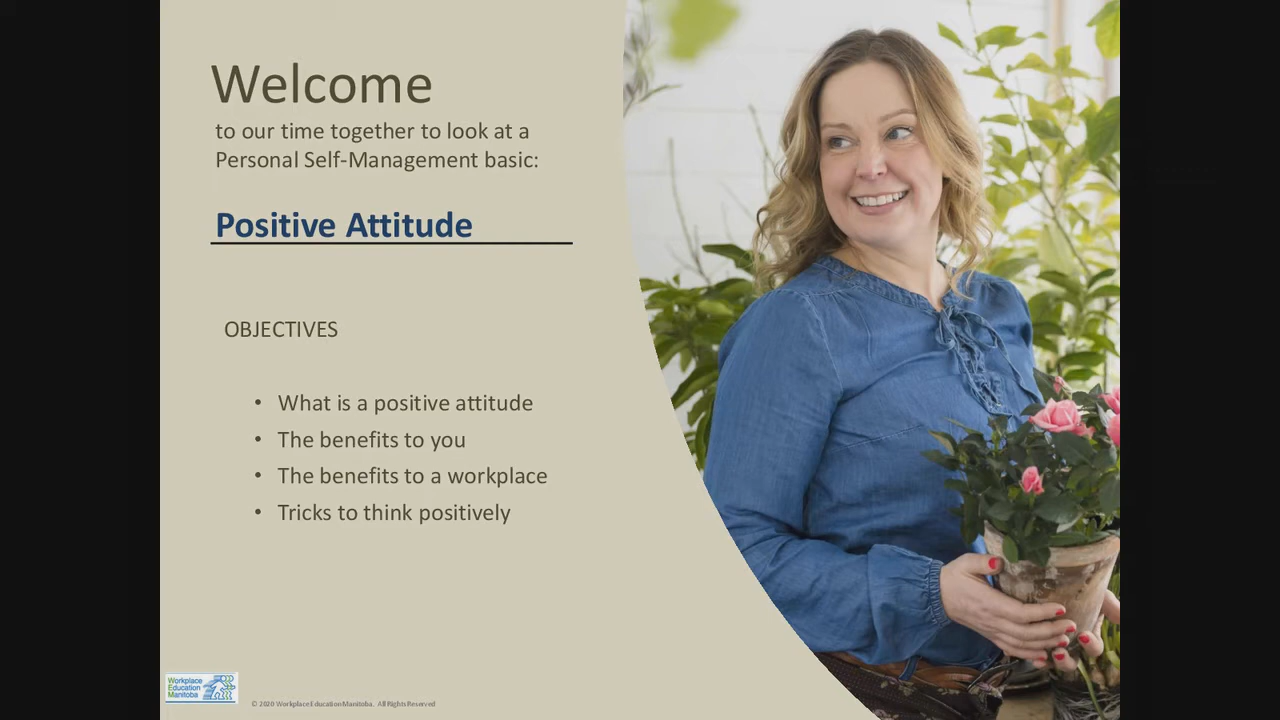 Welcome
to our time together to look at a
Personal Self-Management basic:
Positive Attitude
OBJECTIVES
• What is a positive attitude
• The benefits to you
• The benefits to a workplace
• Tricks to think positively
Workplace
Education
Manitoba
© 2020 Workplace Education Manitoba. All Rights Reserved